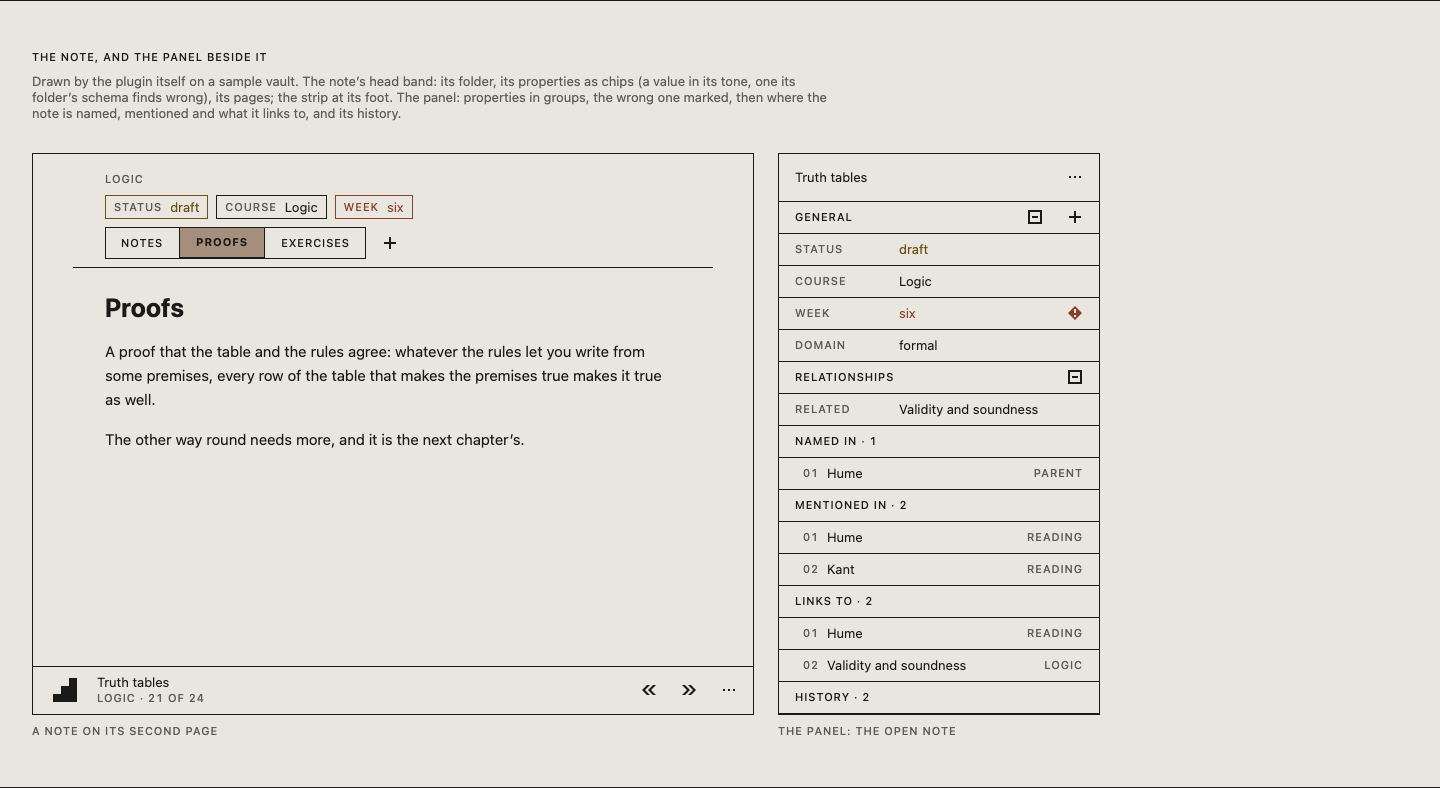 THE NOTE, AND THE PANEL BESIDE IT
Drawn by the plugin itself on a sample vault. The note's head band: its folder, its properties as chips (a value in its tone, one its
folder's schema finds wrong), its pages; the strip at its foot. The panel: properties in groups, the wrong one marked, then where the
note is named, mentioned and what it links to, and its history.
LOGIC
STATUS draft COURSE Logic WEEK six
NOTES PROOFS EXERCISES +
Proofs
A proof that the table and the rules agree: whatever the rules let you write from
some premises, every row of the table that makes the premises true makes it true
as well.
The other way round needs more, and it is the next chapter's.
Truth tables
LOGIC · 21 OF 24
« » ···
A NOTE ON ITS SECOND PAGE
Truth tables ···
GENERAL
STATUS draft
COURSE Logic
WEEK six
DOMAIN formal
RELATIONSHIPS
RELATED Validity and soundness
NAMED IN · 1
01 Hume PARENT
MENTIONED IN · 2
01 Hume READING
02 Kant READING
LINKS TO · 2
01 Hume READING
02 Validity and soundness LOGIC
HISTORY · 2
THE PANEL: THE OPEN NOTE